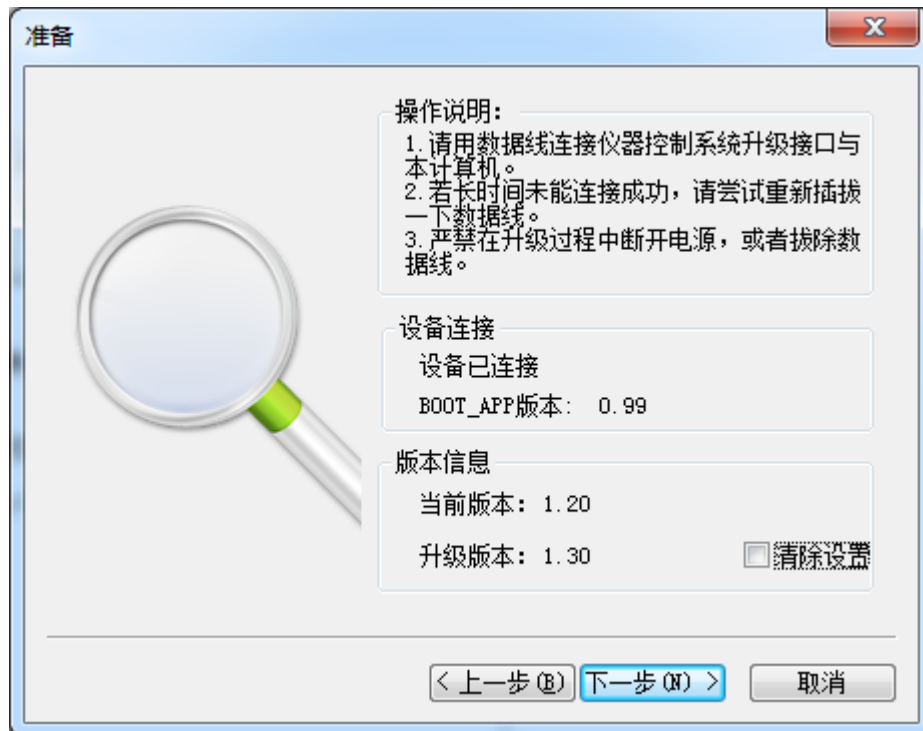 准备
操作说明:
1.请用数据线连接仪器控制系统升级接口与
本计算机。
2.若长时间未能连接成功，请尝试重新插拔
一下数据线。
3.严禁在升级过程中断开电源，或者拔除数
据线。
设备连接
设备已连接
BOOT_APP版本: 0.99
版本信息
当前版本: 1.20
升级版本: 1.30
清除设置
< 上一步(B)
下一步(N) >
取消